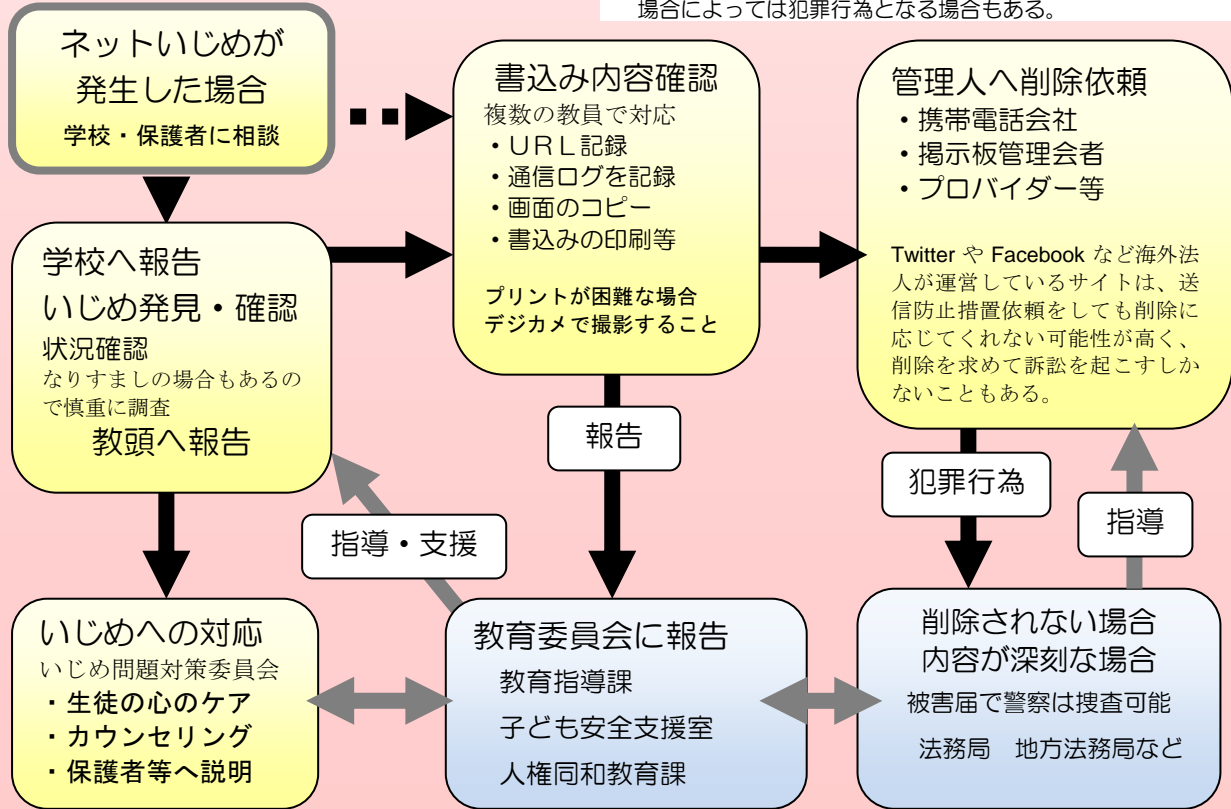 場合によっては犯罪行為となる場合もある。
ネットいじめが
発生した場合
学校・保護者に相談
書込み内容確認
複数の教員で対応
・ＵＲＬ記録
・通信ログを記録
・画面のコピー
・書込みの印刷等
プリントが困難な場合
デジカメで撮影すること
管理人へ削除依頼
・携帯電話会社
・掲示板管理会者
・プロバイダー等
Twitter や Facebook など海外法
人が運営しているサイトは、送
信防止措置依頼をしても削除に
応じてくれない可能性が高く、
削除を求めて訴訟を起こすしか
ないこともある。
学校へ報告
いじめ発見・確認
状況確認
なりすましの場合もあるの
で慎重に調査
教頭へ報告
報告
犯罪行為
指導
指導・支援
いじめへの対応
いじめ問題対策委員会
・生徒の心のケア
・カウンセリング
・保護者等へ説明
教育委員会に報告
教育指導課
子ども安全支援室
人権同和教育課
削除されない場合
内容が深刻な場合
被害届で警察は捜査可能
法務局　地方法務局など